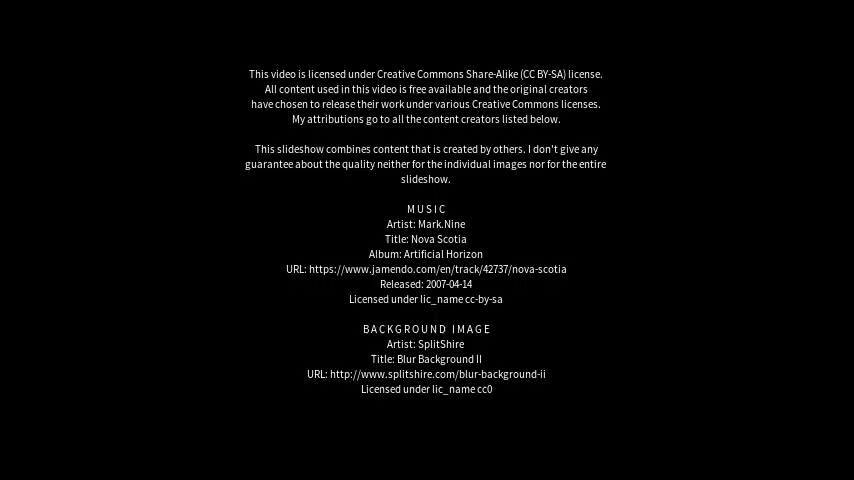 This video is licensed under Creative Commons Share-Alike (CC BY-SA) license.
All content used in this video is free available and the original creators
have chosen to release their work under various Creative Commons licenses.
My attributions go to all the content creators listed below.
This slideshow combines content that is created by others. I don't give any
guarantee about the quality neither for the individual images nor for the entire
slideshow.
MUSIC
Artist: Mark.Nine
Title: Nova Scotia
Album: Artificial Horizon
URL: https://www.jamendo.com/en/track/42737/nova-scotia
Released: 2007-04-14
Licensed under lic_name cc-by-sa
BACKGROUND IMAGE
Artist: SplitShire
Title: Blur Background II
URL: http://www.splitshire.com/blur-background-ii
Licensed under lic_name cc0